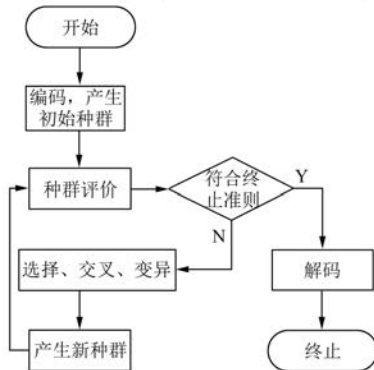 开始
编码，产生
初始种群
种群评价
符合终
止准则
Y
N
选择、交叉、变异
解码
产生新种群
终止